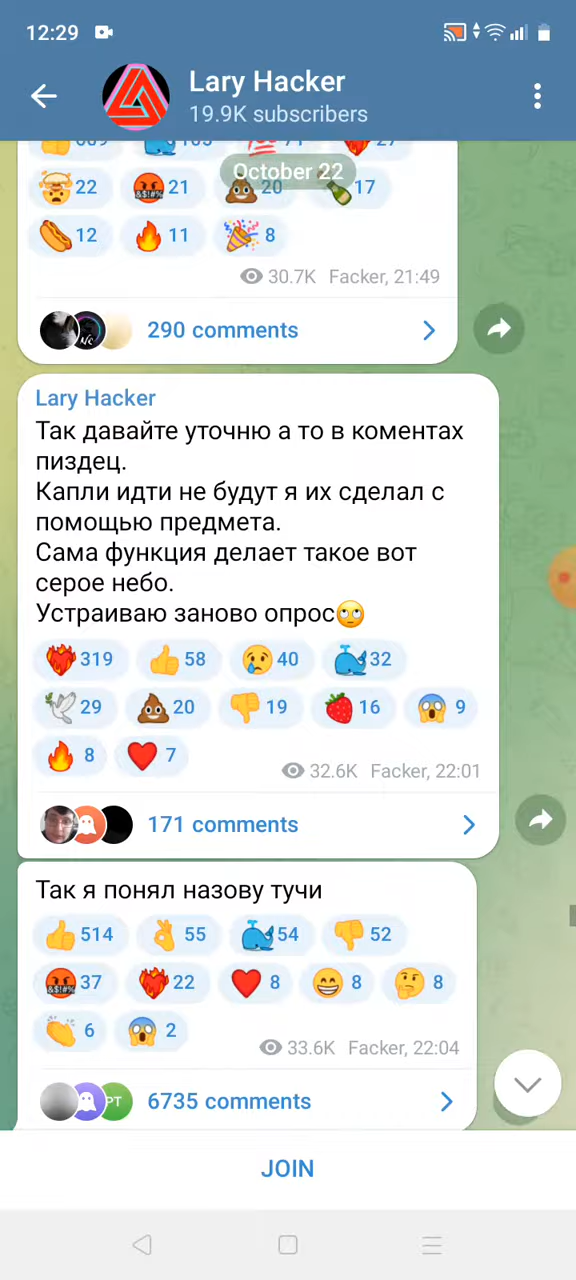 12:29
Lary Hacker
19.9K subscribers
October 22
22
21
20
17
12
11
8
30.7K Facker, 21:49
290 comments
Lary Hacker
Так давайте уточню а то в коментах
пиздец.
Капли идти не будут я их сделал с
помощью предмета.
Сама функция делает такое вот
серое небо.
Устраиваю заново опрос🙄
319
58
40
32
29
20
19
16
9
8
7
32.6K Facker, 22:01
171 comments
Так я понял назову тучи
514
55
54
52
37
22
8
8
8
6
2
33.6K Facker, 22:04
PT
6735 comments
JOIN